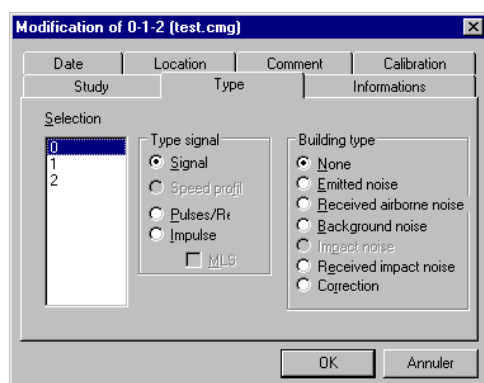 Modification of 0-1-2 (test.cmg)
Date Location Comment Calibration
Study Type Informations
Selection
0
1
2
Type signal
Signal
Speed profil
Pulses/Re
Impulse
MLS
Building type
None
Emitted noise
Received airborne noise
Background noise
Impact noise
Received impact noise
Correction
OK Annuler